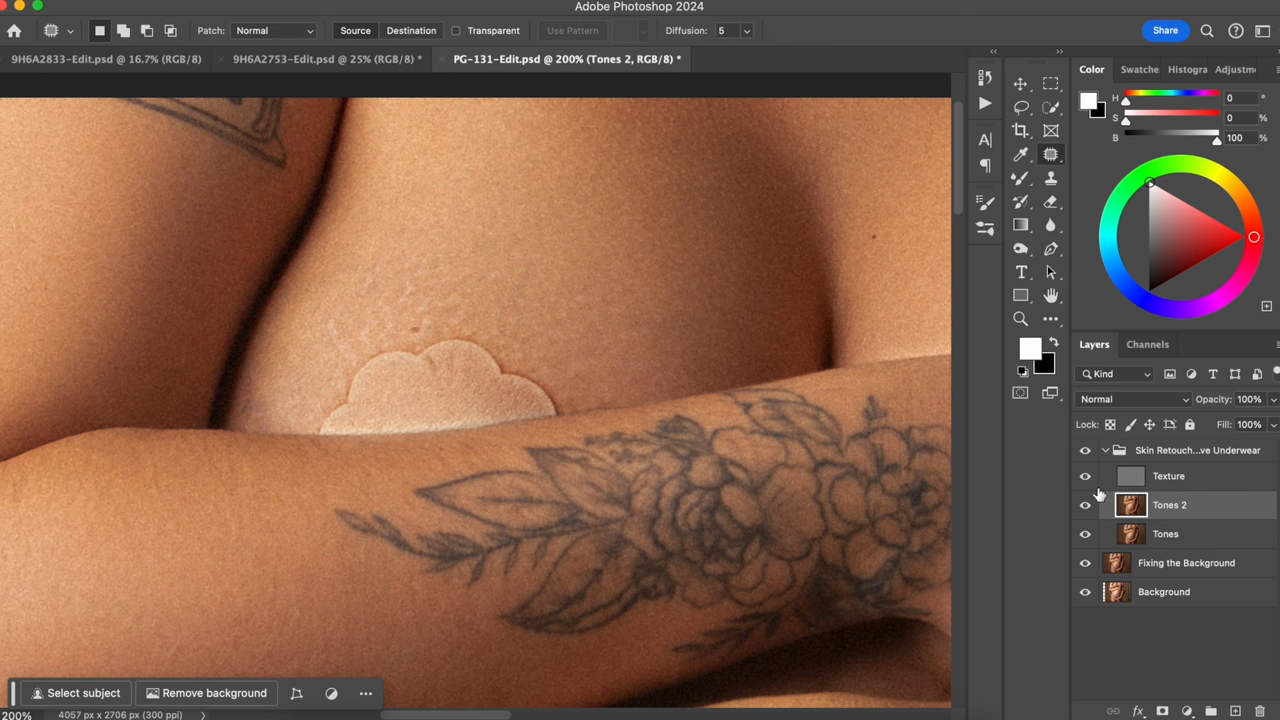 Adobe Photoshop 2024
Patch: Normal Source Destination Transparent Use Pattern Diffusion: 5 Share
9H6A2833-Edit.psd @ 16.7% (RGB/8) 9H6A2753-Edit.psd @ 25% (RGB/8) * PG-131-Edit.psd @ 200% (Tones 2, RGB/8) *
Color Swatche Histogra Adjustm
H 0 °
S 0 %
B 100 %
Layers Channels
Kind
Normal Opacity: 100%
Lock: Fill: 100%
Skin Retouch...ve Underwear
Texture
Tones 2
Tones
Fixing the Background
Background
Select subject Remove background
200% 4057 px x 2706 px (300 ppi)